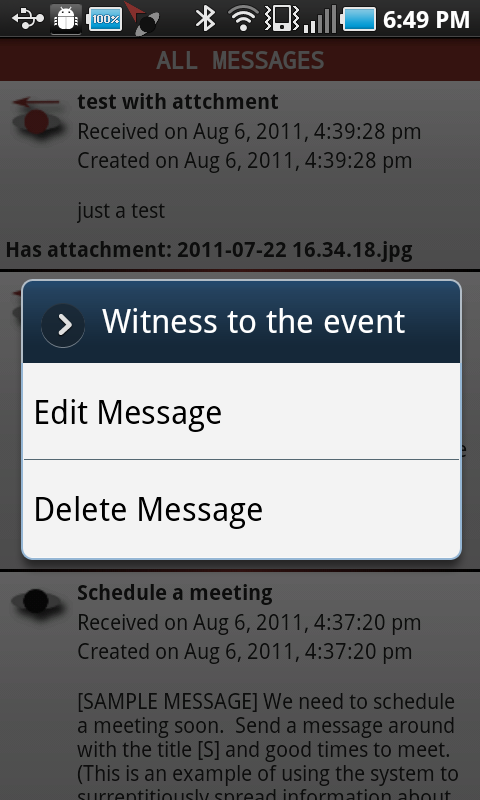 100%
6:49 PM
ALL MESSAGES
test with attchment
Received on Aug 6, 2011, 4:39:28 pm
Created on Aug 6, 2011, 4:39:28 pm
just a test
Has attachment: 2011-07-22 16.34.18.jpg
Witness to the event
Edit Message
Delete Message
Schedule a meeting
Received on Aug 6, 2011, 4:37:20 pm
Created on Aug 6, 2011, 4:37:20 pm
[SAMPLE MESSAGE] We need to schedule
a meeting soon.  Send a message around
with the title [S] and good times to meet.
(This is an example of using the system to
surreptitiously spread information about